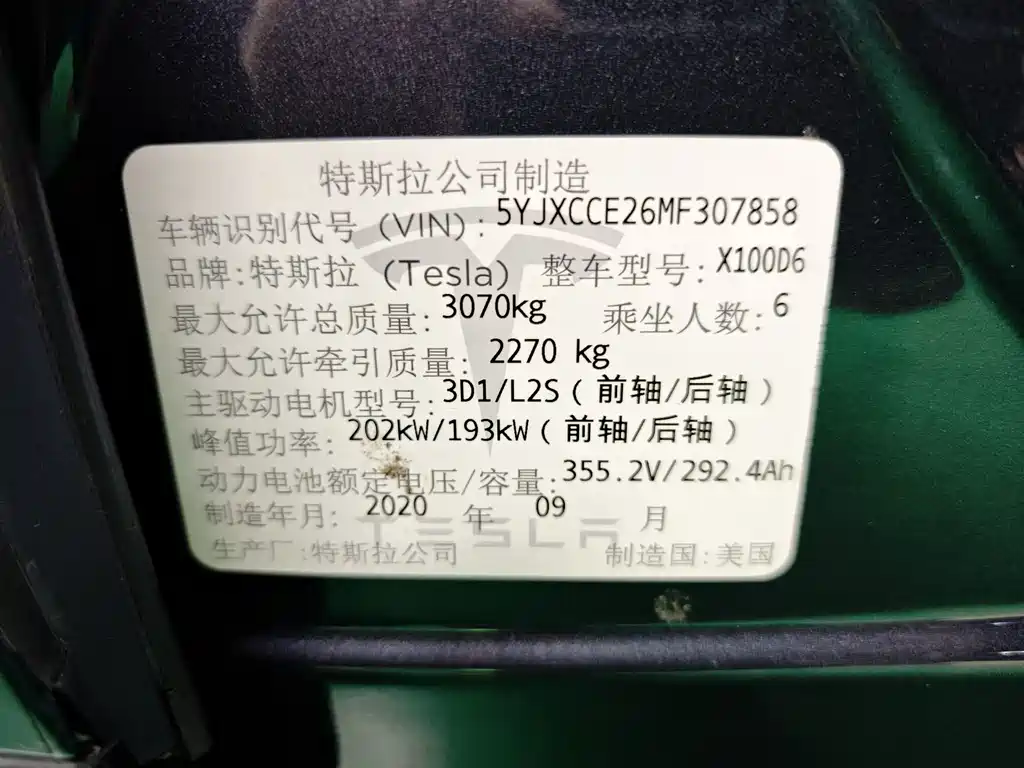 特斯拉公司制造
车辆识别代号 (VIN): 5YJXCCE26MF307858
品牌:特斯拉 (Tesla) 整车型号: X100D6
最大允许总质量: 3070kg 乘坐人数: 6
最大允许牵引质量: 2270 kg
主驱动电机型号: 3D1/L2S ( 前轴/后轴 )
峰值功率: 202kW/193kW ( 前轴/后轴 )
动力电池额定电压/容量: 355.2V/292.4Ah
制造年月: 2020 年 09 月
TESLA
生产厂:特斯拉公司 制造国:美国